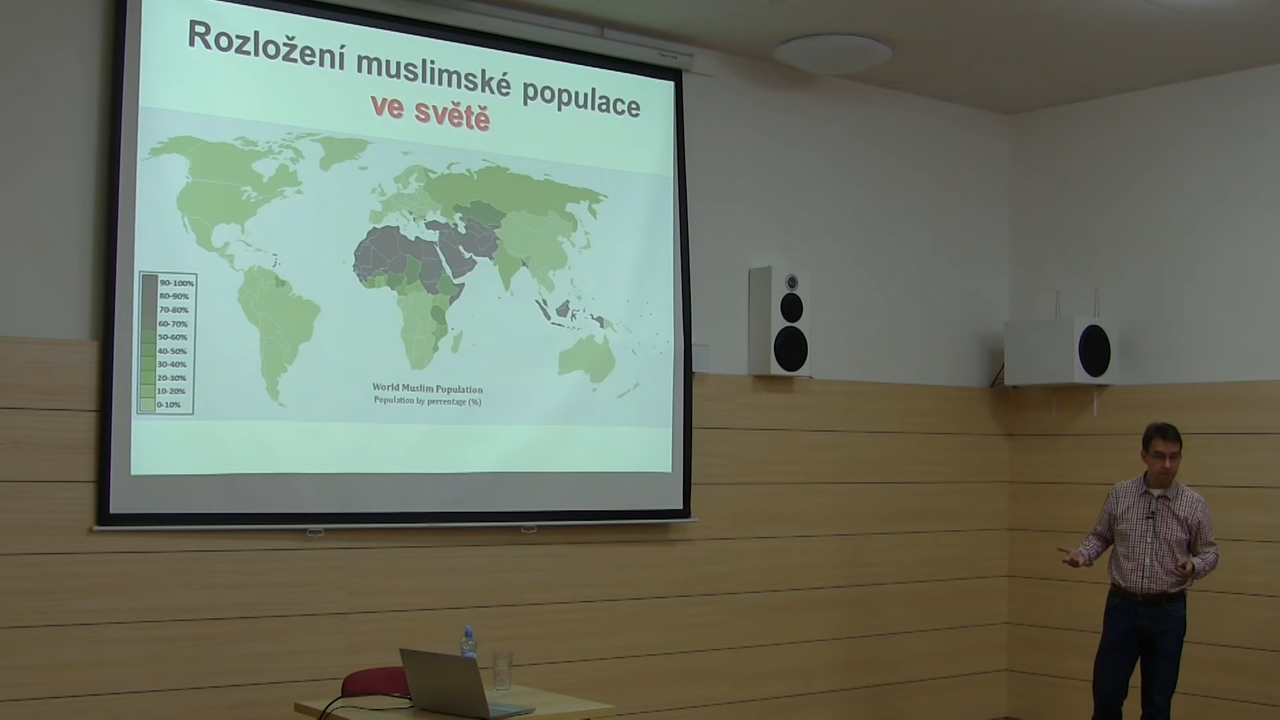 Rozložení muslimské populace
ve světě
90-100%
80-90%
70-80%
60-70%
50-60%
40-50%
30-40%
20-30%
10-20%
0-10%
World Muslim Population
Population by percentage (%)